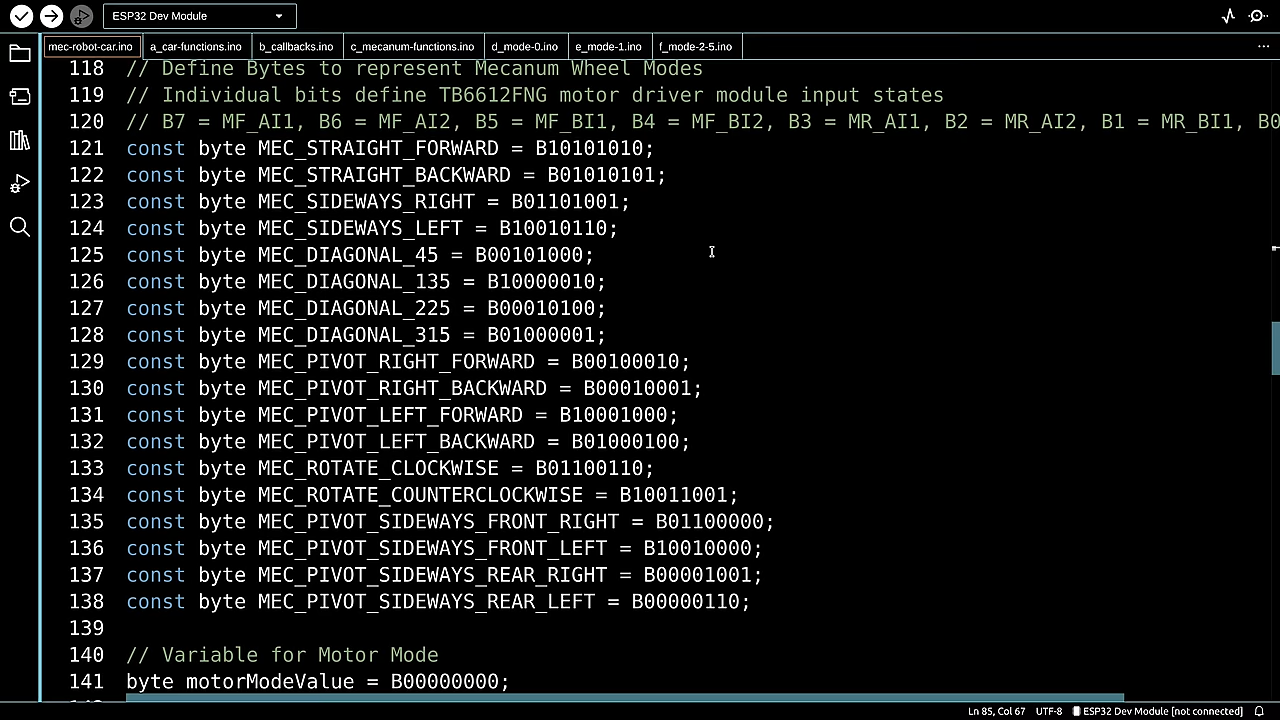 ESP32 Dev Module
mec-robot-car.ino a_car-functions.ino b_callbacks.ino c_mecanum-functions.ino d_mode-0.ino e_mode-1.ino f_mode-2-5.ino
118 // Define Bytes to represent Mecanum Wheel Modes
119 // Individual bits define TB6612FNG motor driver module input states
120 // B7 = MF_AI1, B6 = MF_AI2, B5 = MF_BI1, B4 = MF_BI2, B3 = MR_AI1, B2 = MR_AI2, B1 = MR_BI1, B0
121 const byte MEC_STRAIGHT_FORWARD = B10101010;
122 const byte MEC_STRAIGHT_BACKWARD = B01010101;
123 const byte MEC_SIDEWAYS_RIGHT = B01101001;
124 const byte MEC_SIDEWAYS_LEFT = B10010110;
125 const byte MEC_DIAGONAL_45 = B00101000;
126 const byte MEC_DIAGONAL_135 = B10000010;
127 const byte MEC_DIAGONAL_225 = B00010100;
128 const byte MEC_DIAGONAL_315 = B01000001;
129 const byte MEC_PIVOT_RIGHT_FORWARD = B00100010;
130 const byte MEC_PIVOT_RIGHT_BACKWARD = B00010001;
131 const byte MEC_PIVOT_LEFT_FORWARD = B10001000;
132 const byte MEC_PIVOT_LEFT_BACKWARD = B01000100;
133 const byte MEC_ROTATE_CLOCKWISE = B01100110;
134 const byte MEC_ROTATE_COUNTERCLOCKWISE = B10011001;
135 const byte MEC_PIVOT_SIDEWAYS_FRONT_RIGHT = B01100000;
136 const byte MEC_PIVOT_SIDEWAYS_FRONT_LEFT = B10010000;
137 const byte MEC_PIVOT_SIDEWAYS_REAR_RIGHT = B00001001;
138 const byte MEC_PIVOT_SIDEWAYS_REAR_LEFT = B00000110;
139
140 // Variable for Motor Mode
141 byte motorModeValue = B00000000;
Ln 85, Col 67 UTF-8 ESP32 Dev Module [not connected]